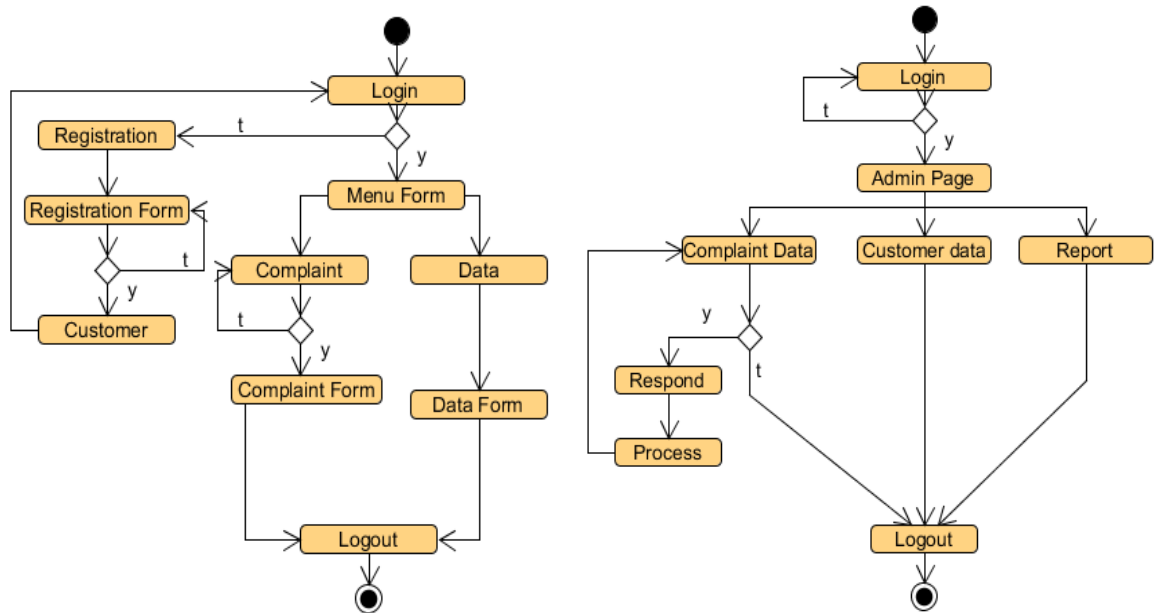 Login
t
Registration
y
Menu Form
Registration Form
t
y
Customer
Complaint
t
y
Complaint Form
Data
Data Form
Logout
Login
t
y
Admin Page
Complaint Data
Customer data
Report
y
t
Respond
Process
Logout